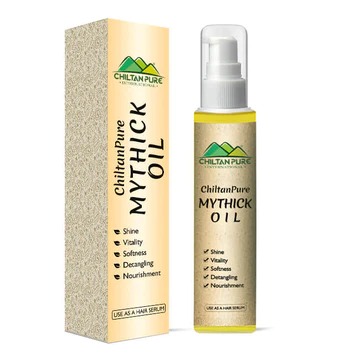 CHILTAN PURE
ChiltanPure
MYTHICK
OIL
Shine
Vitality
Softness
Detangling
Nourishment
USE AS A HAIR SERUM
CHILTAN PURE
ChiltanPure
MYTHICK
OIL
Shine
Vitality
Softness
Detangling
Nourishment
USE AS A HAIR SERUM